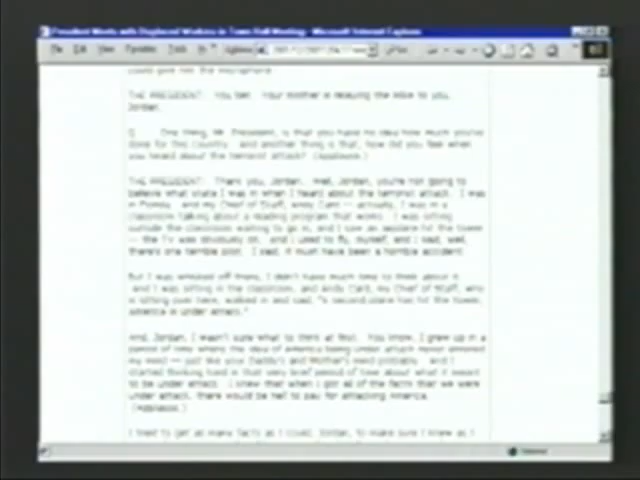 President Meets with Displaced Workers in Town Hall Meeting - Microsoft Internet Explorer
could give him the microphone
THE PRESIDENT: You bet. Your mother is relaying the mike to you,
Jordan.
Q One thing, Mr. President, is that you have no idea how much you've
done for this country and another thing is that, how did you feel when
you heard about the terrorist attack? (Applause.)
THE PRESIDENT: Thank you, Jordan. Well, Jordan, you're not going to
believe what state I was in when I heard about the terrorist attack. I was
in Florida. and my Chief of Staff, Andy Card -- actually, I was in a
classroom talking about a reading program that works. I was sitting
outside the classroom waiting to go in, and I saw an airplane hit the tower
-- the TV was obviously on. and I used to fly, myself, and I said, well,
there's one terrible pilot. I said, it must have been a horrible accident.
But I was whisked off there, I didn't have much time to think about it.
and I was sitting in the classroom, and Andy Card, my Chief of Staff, who
is sitting over here, walked in and said, "A second plane has hit the tower,
America is under attack."
And, Jordan, I wasn't sure what to think at first. You know, I grew up in a
period of time where the idea of America being under attack never entered
my mind -- just like your Daddy's and Mother's mind probably. and I
started thinking hard in that very brief period of time about what it meant
to be under attack. I knew that when I got all of the facts that we were
under attack, there would be hell to pay for attacking America.
(Applause.)
I tried to get as many facts as I could, Jordan, to make sure I knew as I